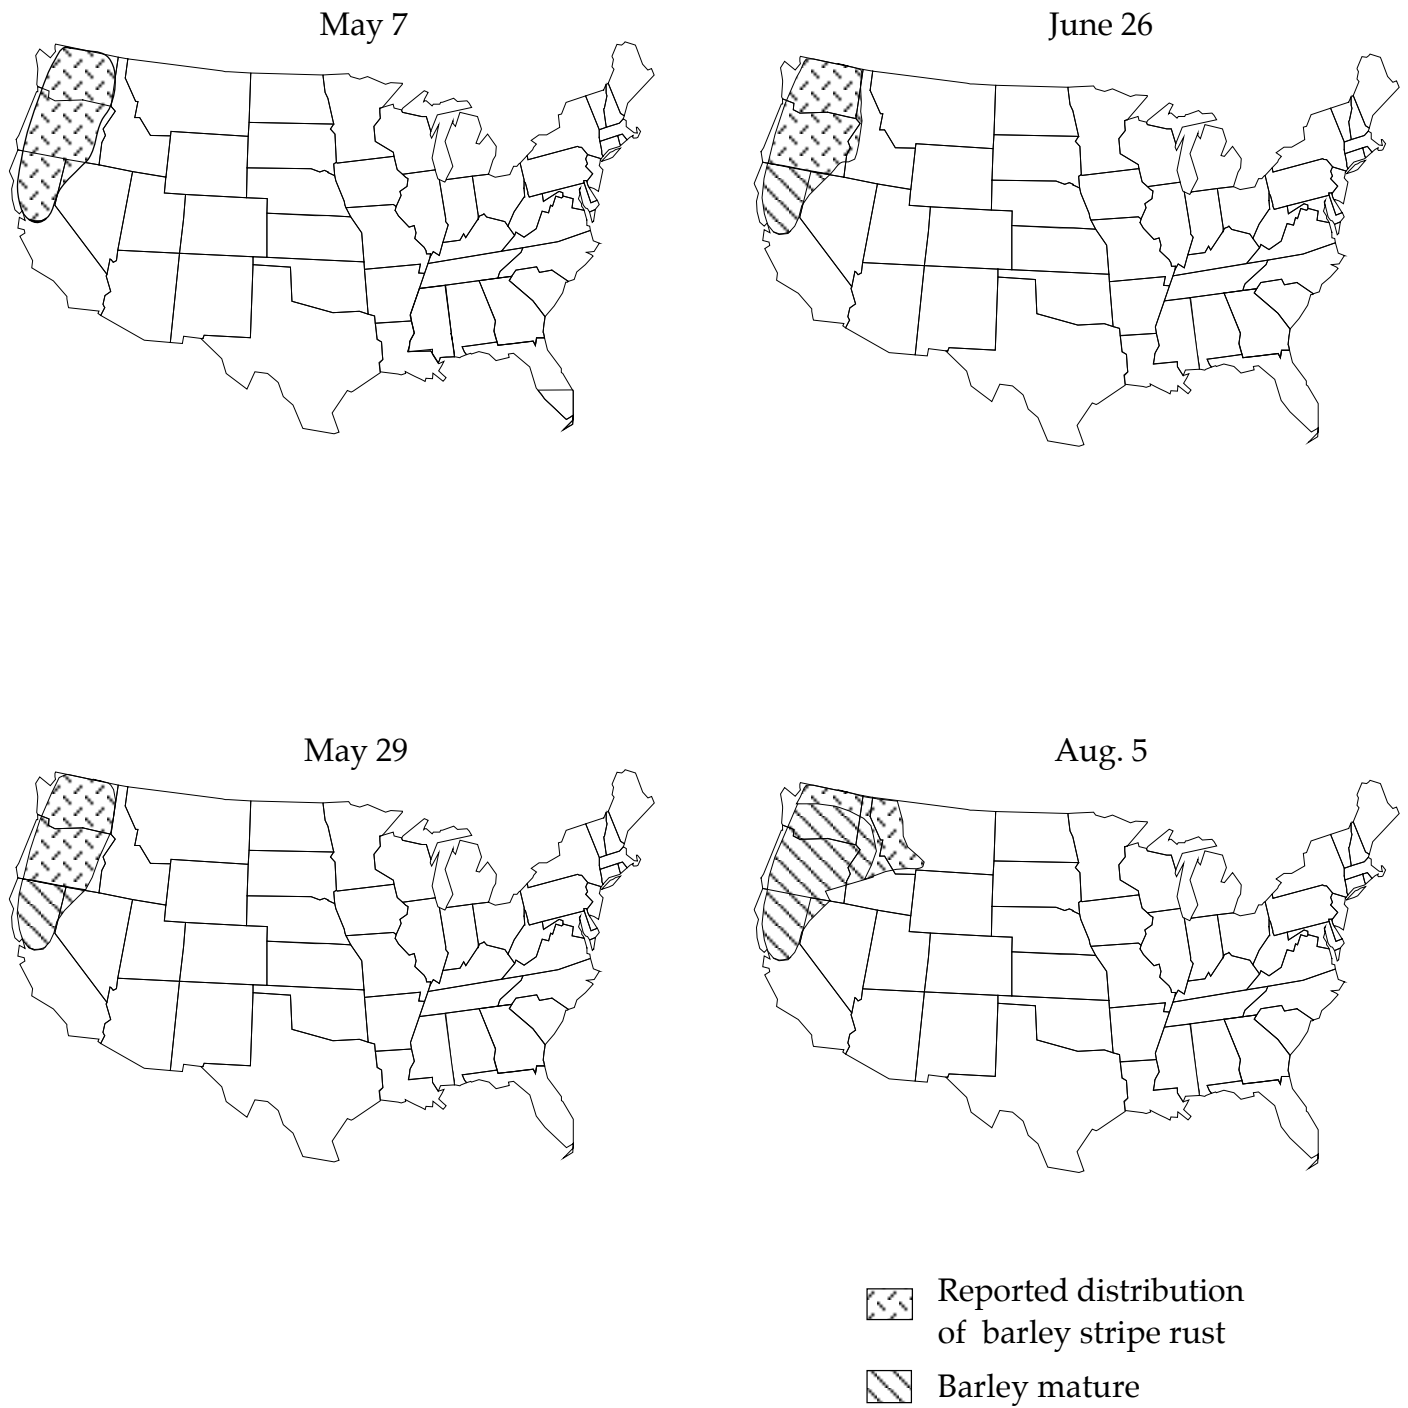 May 7
June 26
May 29
Aug. 5
Reported distribution
of barley stripe rust
Barley mature